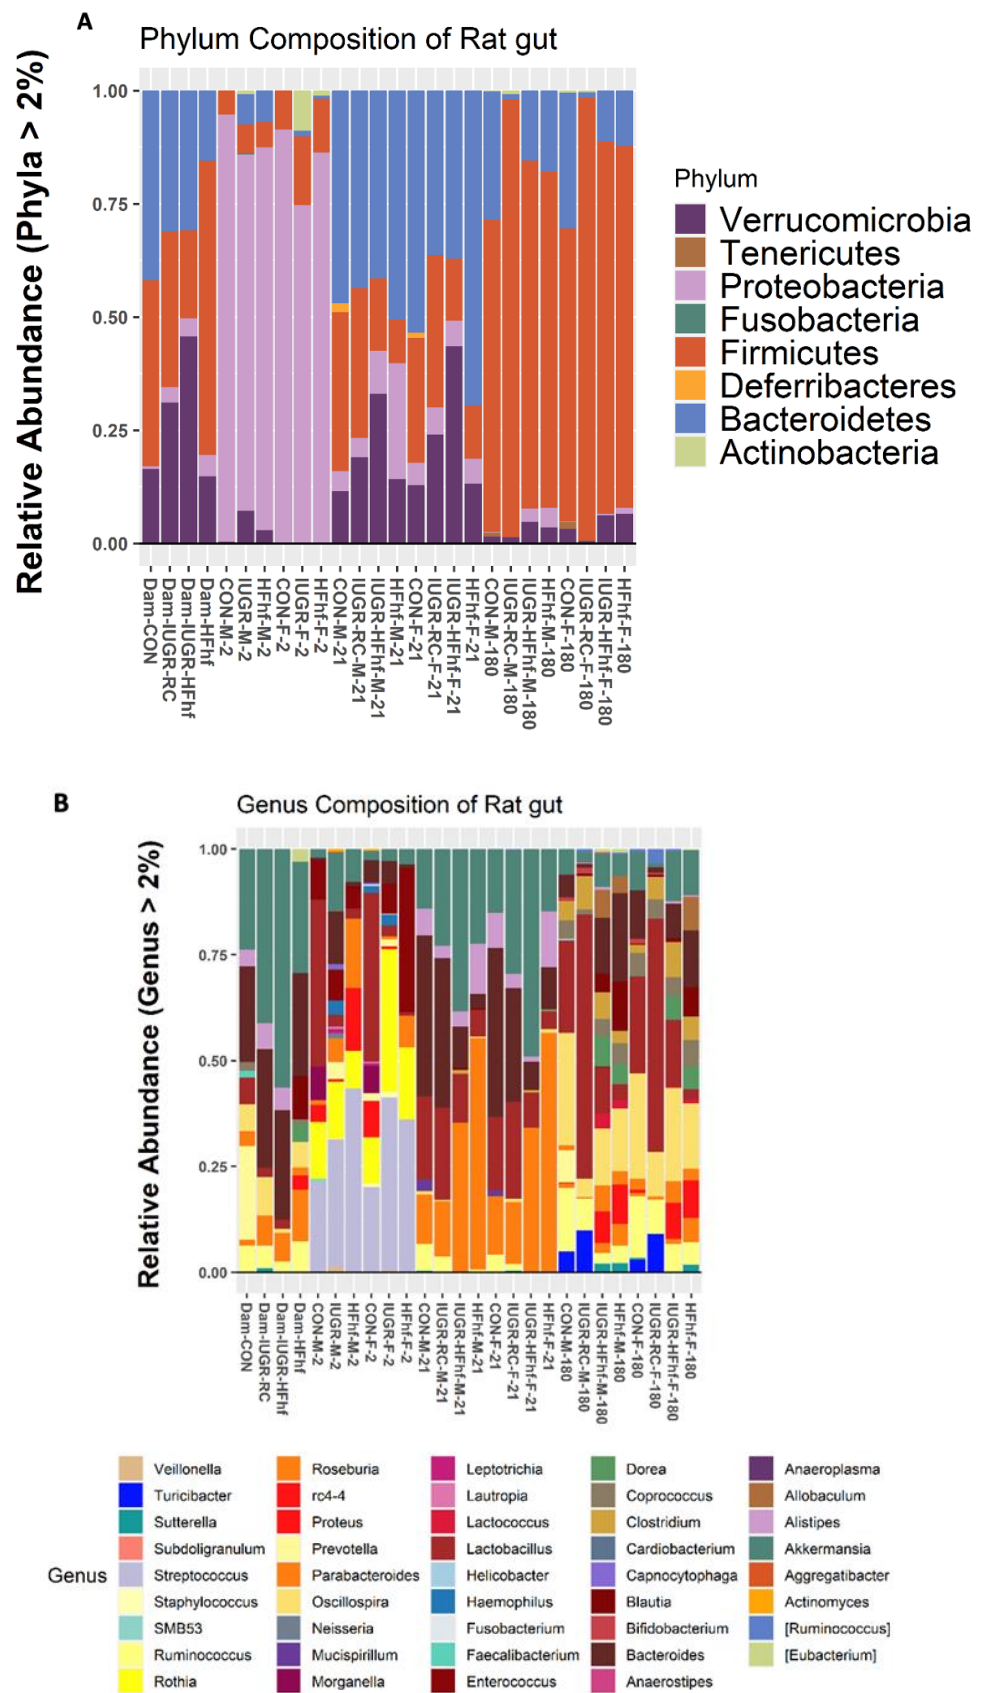 A
Phylum Composition of Rat gut
Relative Abundance (Phyla > 2%)
1.00
0.75
0.50
0.25
0.00
Dam-CON
Dam-IUGR-RC
Dam-IUGR-HFhf
Dam-HFhf
CON-M-2
IUGR-M-2
HFhf-M-2
CON-F-2
IUGR-F-2
HFhf-F-2
CON-M-21
IUGR-RC-M-21
IUGR-HFhf-M-21
HFhf-M-21
CON-F-21
IUGR-RC-F-21
IUGR-HFhf-F-21
HFhf-F-21
CON-M-180
IUGR-RC-M-180
IUGR-HFhf-M-180
HFhf-M-180
CON-F-180
IUGR-RC-F-180
IUGR-HFhf-F-180
HFhf-F-180
Phylum
Verrucomicrobia
Tenericutes
Proteobacteria
Fusobacteria
Firmicutes
Deferribacteres
Bacteroidetes
Actinobacteria
B
Genus Composition of Rat gut
Relative Abundance (Genus > 2%)
1.00
0.75
0.50
0.25
0.00
Dam-CON
Dam-IUGR-RC
Dam-IUGR-HFhf
Dam-HFhf
CON-M-2
IUGR-M-2
HFhf-M-2
CON-F-2
IUGR-F-2
HFhf-F-2
CON-M-21
IUGR-RC-M-21
IUGR-HFhf-M-21
HFhf-M-21
CON-F-21
IUGR-RC-F-21
IUGR-HFhf-F-21
HFhf-F-21
CON-M-180
IUGR-RC-M-180
IUGR-HFhf-M-180
HFhf-M-180
CON-F-180
IUGR-RC-F-180
IUGR-HFhf-F-180
HFhf-F-180
Genus
Veillonella
Turicibacter
Sutterella
Subdoligranulum
Streptococcus
Staphylococcus
SMB53
Ruminococcus
Rothia
Roseburia
rc4-4
Proteus
Prevotella
Parabacteroides
Oscillospira
Neisseria
Mucispirillum
Morganella
Leptotrichia
Lautropia
Lactococcus
Lactobacillus
Helicobacter
Haemophilus
Fusobacterium
Faecalibacterium
Enterococcus
Dorea
Coprococcus
Clostridium
Cardiobacterium
Capnocytophaga
Blautia
Bifidobacterium
Bacteroides
Anaerostipes
Anaeroplasma
Allobaculum
Alistipes
Akkermansia
Aggregatibacter
Actinomyces
[Ruminococcus]
[Eubacterium]